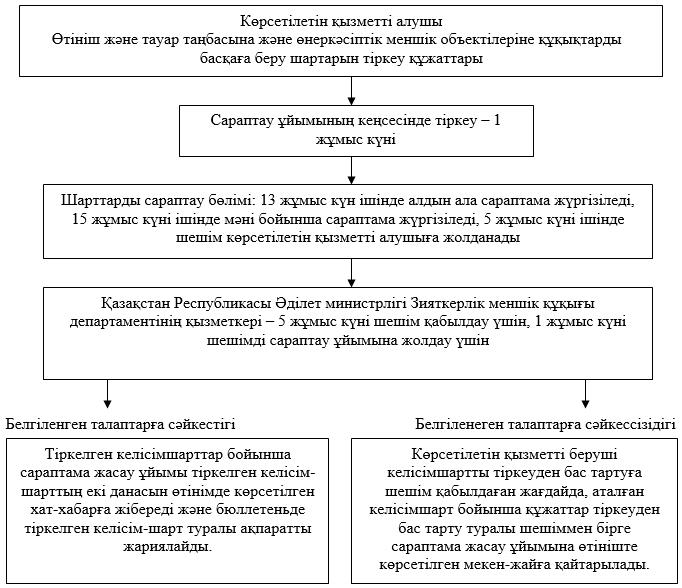 Көрсетілетін қызметті алушы
Өтініш және тауар таңбасына және өнеркәсіптік меншік объектілеріне құқықтарды
басқаға беру шартарын тіркеу құжаттары
Сараптау ұйымының кеңсесінде тіркеу – 1
жұмыс күні
Шарттарды сараптау бөлімі: 13 жұмыс күн ішінде алдын ала сараптама жүргізіледі,
15 жұмыс күні ішінде мәні бойынша сараптама жүргізіледі, 5 жұмыс күні ішінде
шешім көрсетілетін қызметті алушыға жолданады
Қазақстан Республикасы Әділет министрлігі Зияткерлік меншік құқығы
департаментінің қызметкері – 5 жұмыс күні шешім қабылдау үшін, 1 жұмыс күні
шешімді сараптау ұйымына жолдау үшін
Белгіленген талаптарға сәйкестігі
Тіркелген келісімшарттар бойынша
сараптама жасау ұйымы тіркелген келісім-
шарттың екі данасын өтінімде көрсетілген
хат-хабарға жібереді және бюллетеньде
тіркелген келісім-шарт туралы ақпаратты
жариялайды.
Белгіленеген талаптарға сәйкессізідігі
Көрсетілетін қызметті беруші
келісімшартты тіркеуден бас тартуға
шешім қабылдаған жағдайда, аталған
келісімшарт бойынша құжаттар тіркеуден
бас тарту туралы шешіммен бірге
сараптама жасау ұйымына өтініште
көрсетілген мекен-жайға қайтарылады.